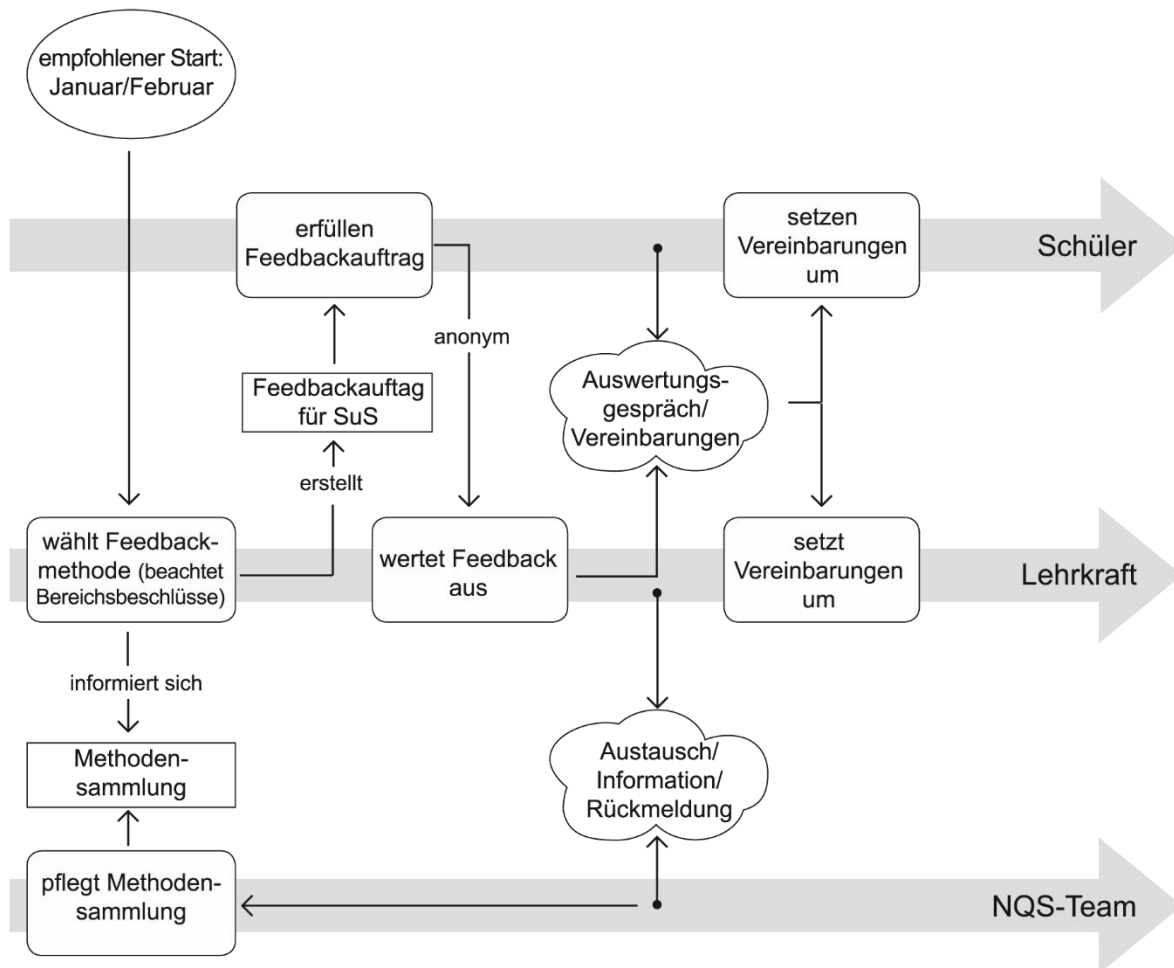 empfohlener Start:
Januar/Februar
erfüllen
Feedbackauftrag
setzen
Vereinbarungen
um
Schüler
anonym
Feedbackauftag
für SuS
Auswertungs-
gespräch/
Vereinbarungen
erstellt
wählt Feedback-
methode (beachtet
Bereichsbeschlüsse)
wertet Feedback
aus
setzt
Vereinbarungen
um
Lehrkraft
informiert sich
Methoden-
sammlung
Austausch/
Information/
Rückmeldung
pflegt Methoden-
sammlung
NQS-Team